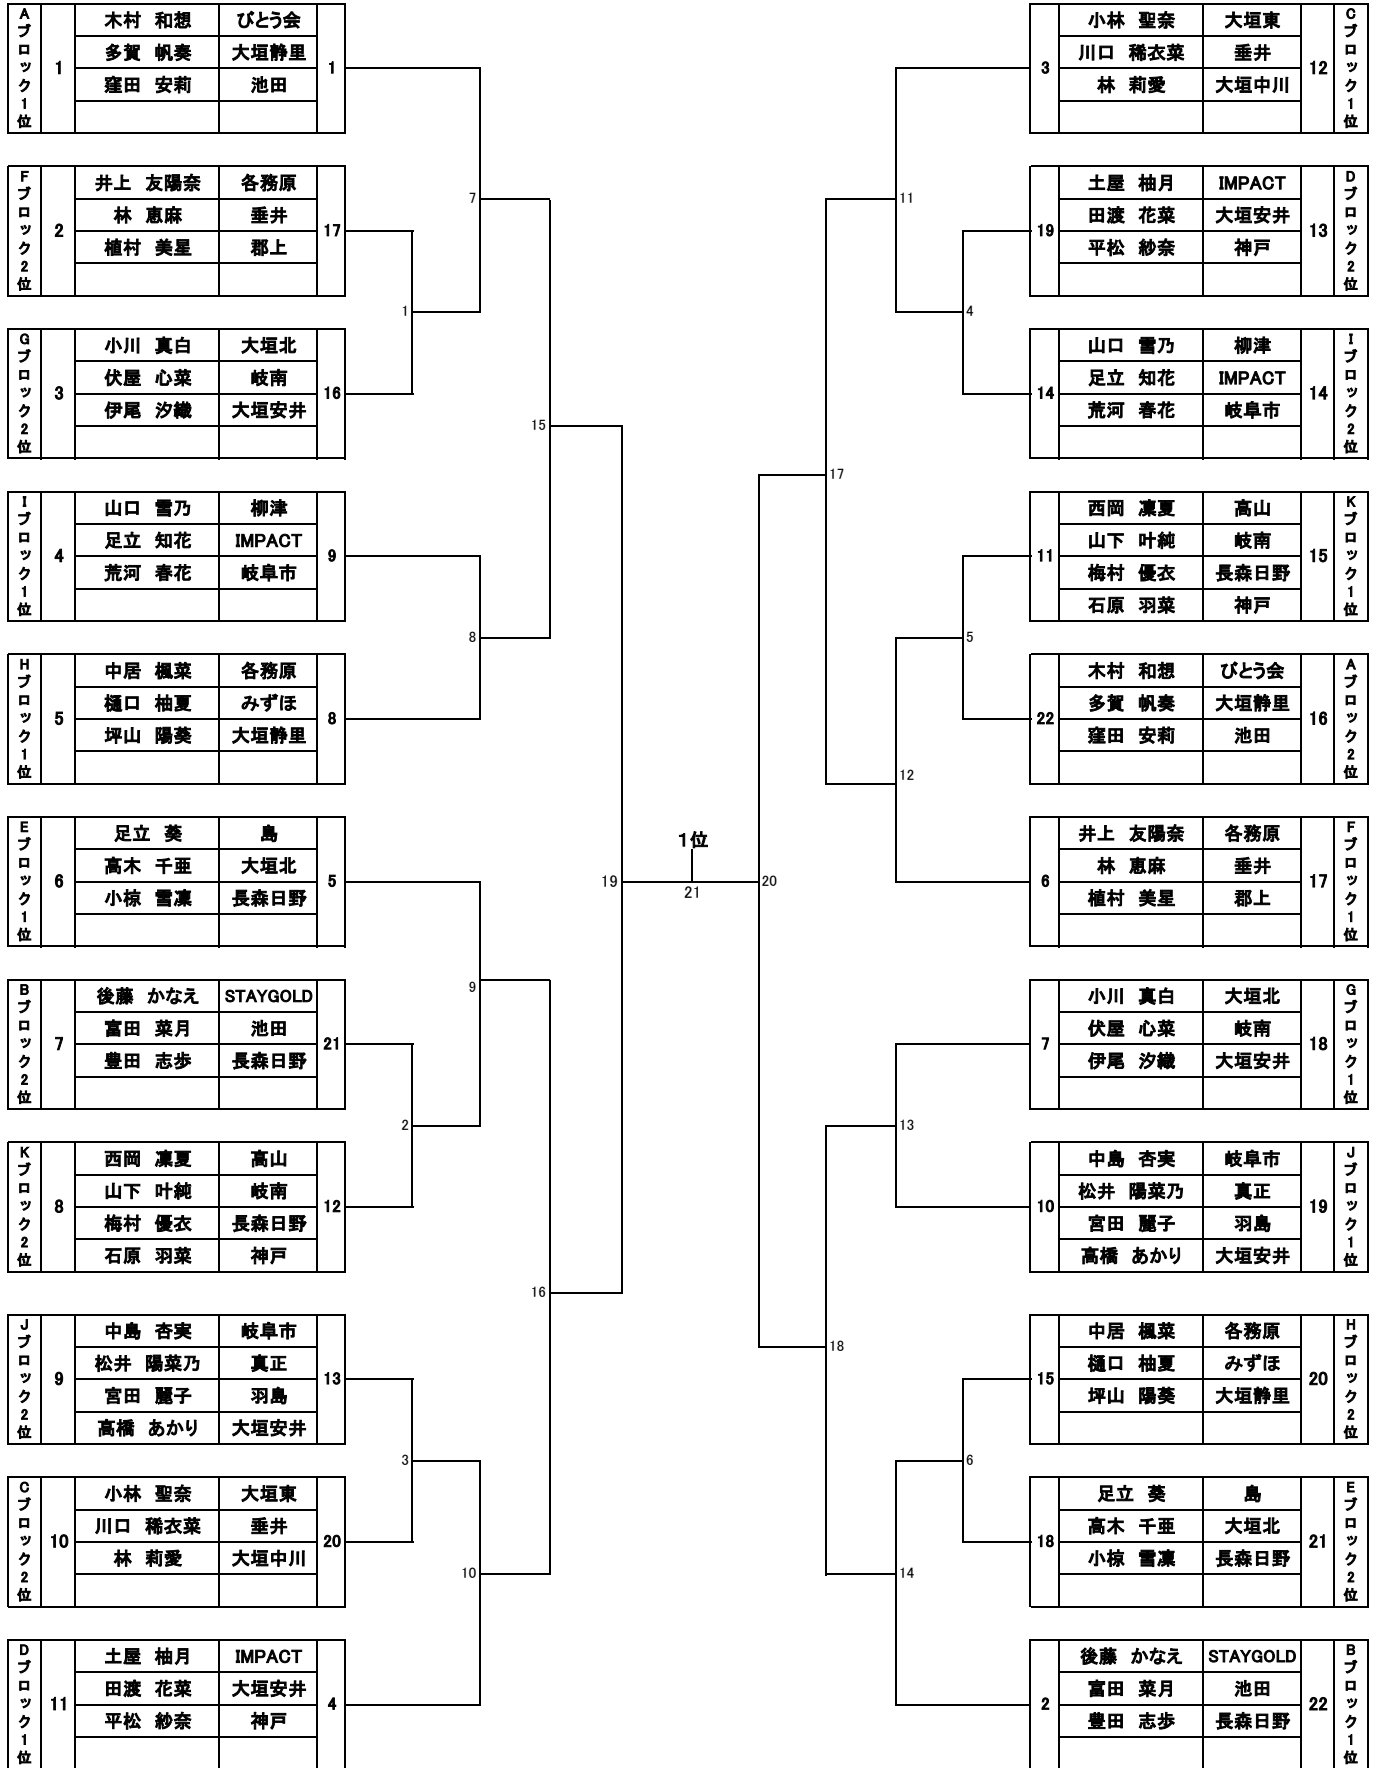 Aブロック1位 1 木村 和想 びとう会 1
多賀 帆奏 大垣静里
窪田 安莉 池田
Fブロック2位 2 井上 友陽奈 各務原 17
林 恵麻 垂井
植村 美星 郡上
Gブロック2位 3 小川 真白 大垣北 16
伏屋 心菜 岐南
伊尾 汐織 大垣安井
Iブロック1位 4 山口 雪乃 柳津 9
足立 知花 IMPACT
荒河 春花 岐阜市
Hブロック1位 5 中居 楓菜 各務原 8
樋口 柚夏 みずほ
坪山 陽葵 大垣静里
Eブロック1位 6 足立 葵 島 5
高木 千亜 大垣北
小椋 雪凜 長森日野
Bブロック2位 7 後藤 かなえ STAYGOLD 21
富田 菜月 池田
豊田 志歩 長森日野
Kブロック2位 8 西岡 凜夏 高山 12
山下 叶純 岐南
梅村 優衣 長森日野
石原 羽菜 神戸
Jブロック2位 9 中島 杏実 岐阜市 13
松井 陽菜乃 真正
宮田 麗子 羽島
高橋 あかり 大垣安井
Cブロック2位 10 小林 聖奈 大垣東 20
川口 稀衣菜 垂井
林 莉愛 大垣中川
Dブロック1位 11 土屋 柚月 IMPACT 4
田渡 花菜 大垣安井
平松 紗奈 神戸
7
1
15
8
9
2
16
3
10
19
1位
21
20
11
4
17
5
12
13
18
6
14
3 小林 聖奈 大垣東 12 Cブロック1位
川口 稀衣菜 垂井
林 莉愛 大垣中川
19 土屋 柚月 IMPACT 13 Dブロック2位
田渡 花菜 大垣安井
平松 紗奈 神戸
14 山口 雪乃 柳津 14 Iブロック2位
足立 知花 IMPACT
荒河 春花 岐阜市
11 西岡 凜夏 高山 15 Kブロック1位
山下 叶純 岐南
梅村 優衣 長森日野
石原 羽菜 神戸
22 木村 和想 びとう会 16 Aブロック2位
多賀 帆奏 大垣静里
窪田 安莉 池田
6 井上 友陽奈 各務原 17 Fブロック1位
林 恵麻 垂井
植村 美星 郡上
7 小川 真白 大垣北 18 Gブロック1位
伏屋 心菜 岐南
伊尾 汐織 大垣安井
10 中島 杏実 岐阜市 19 Jブロック1位
松井 陽菜乃 真正
宮田 麗子 羽島
高橋 あかり 大垣安井
15 中居 楓菜 各務原 20 Hブロック2位
樋口 柚夏 みずほ
坪山 陽葵 大垣静里
18 足立 葵 島 21 Eブロック2位
高木 千亜 大垣北
小椋 雪凜 長森日野
2 後藤 かなえ STAYGOLD 22 Bブロック1位
富田 菜月 池田
豊田 志歩 長森日野